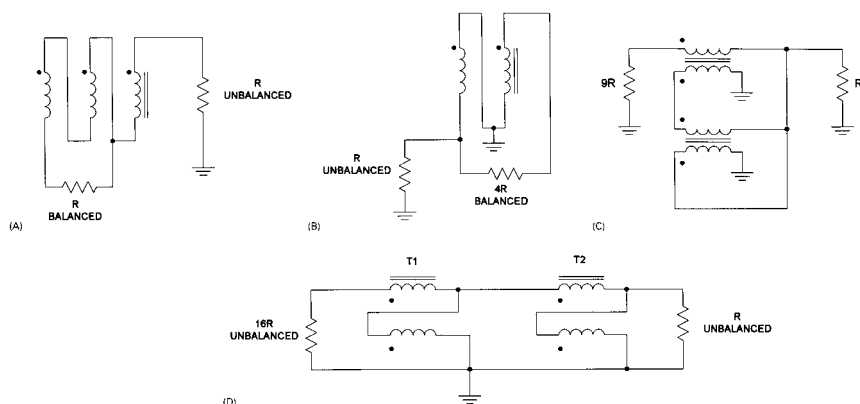 R
UNBALANCED
R
BALANCED
(A)
R
UNBALANCED
4R
BALANCED
(B)
9R
R
(C)
T1
T2
16R
UNBALANCED
R
UNBALANCED
(D)